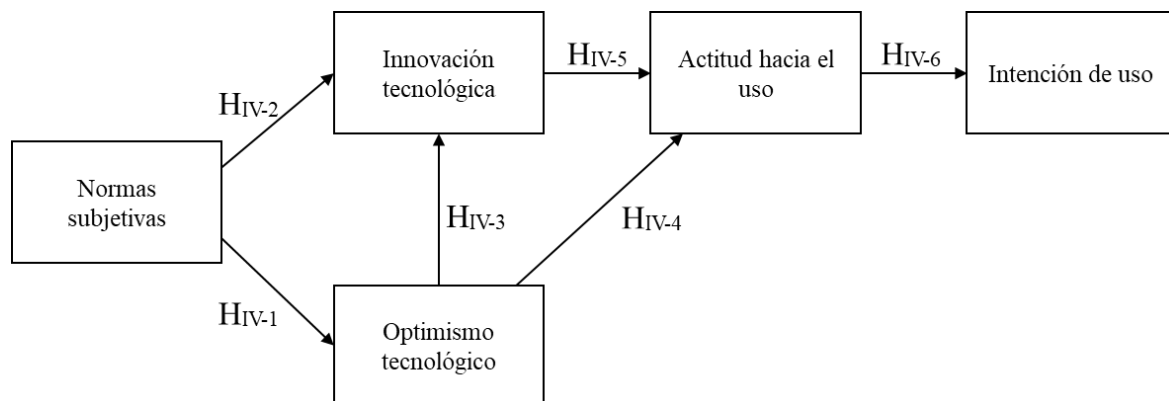 Innovación
tecnológica
HIV-5
Actitud hacia el
uso
HIV-6
Intención de uso
HIV-2
Normas
subjetivas
HIV-3
HIV-4
HIV-1
Optimismo
tecnológico